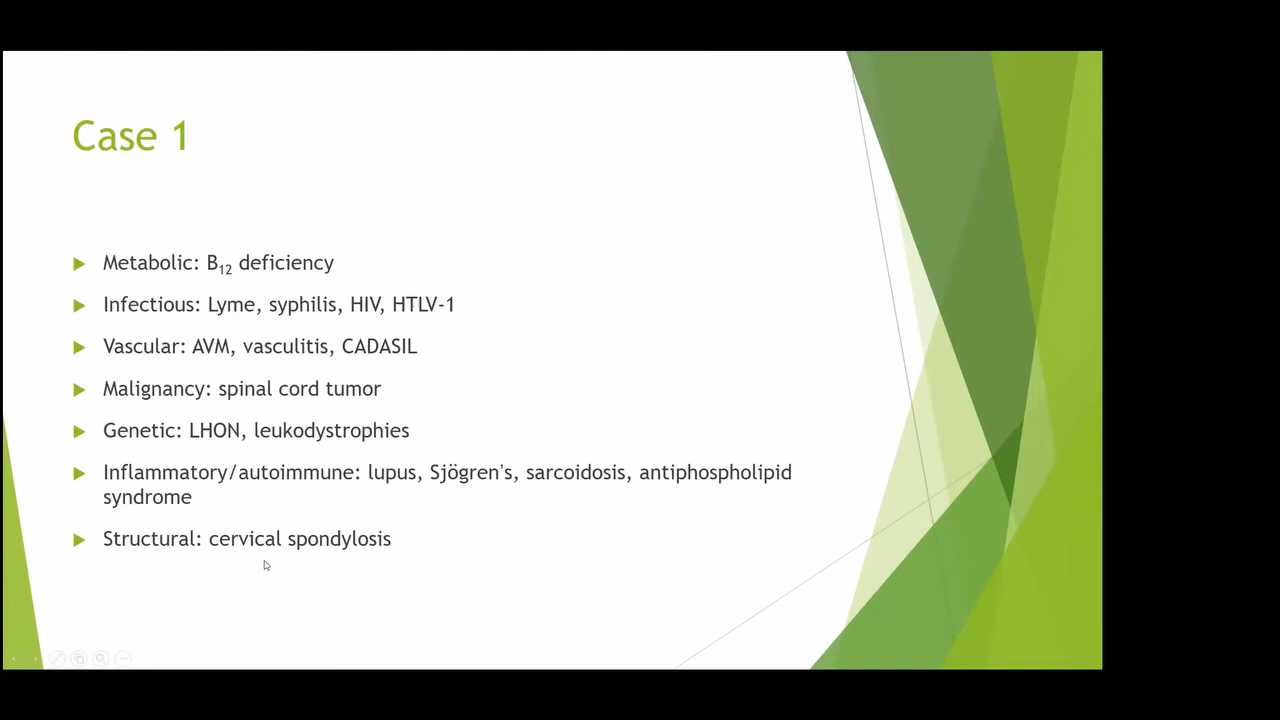 Case 1
Metabolic: B₁₂ deficiency
Infectious: Lyme, syphilis, HIV, HTLV-1
Vascular: AVM, vasculitis, CADASIL
Malignancy: spinal cord tumor
Genetic: LHON, leukodystrophies
Inflammatory/autoimmune: lupus, Sjögren's, sarcoidosis, antiphospholipid
syndrome
Structural: cervical spondylosis